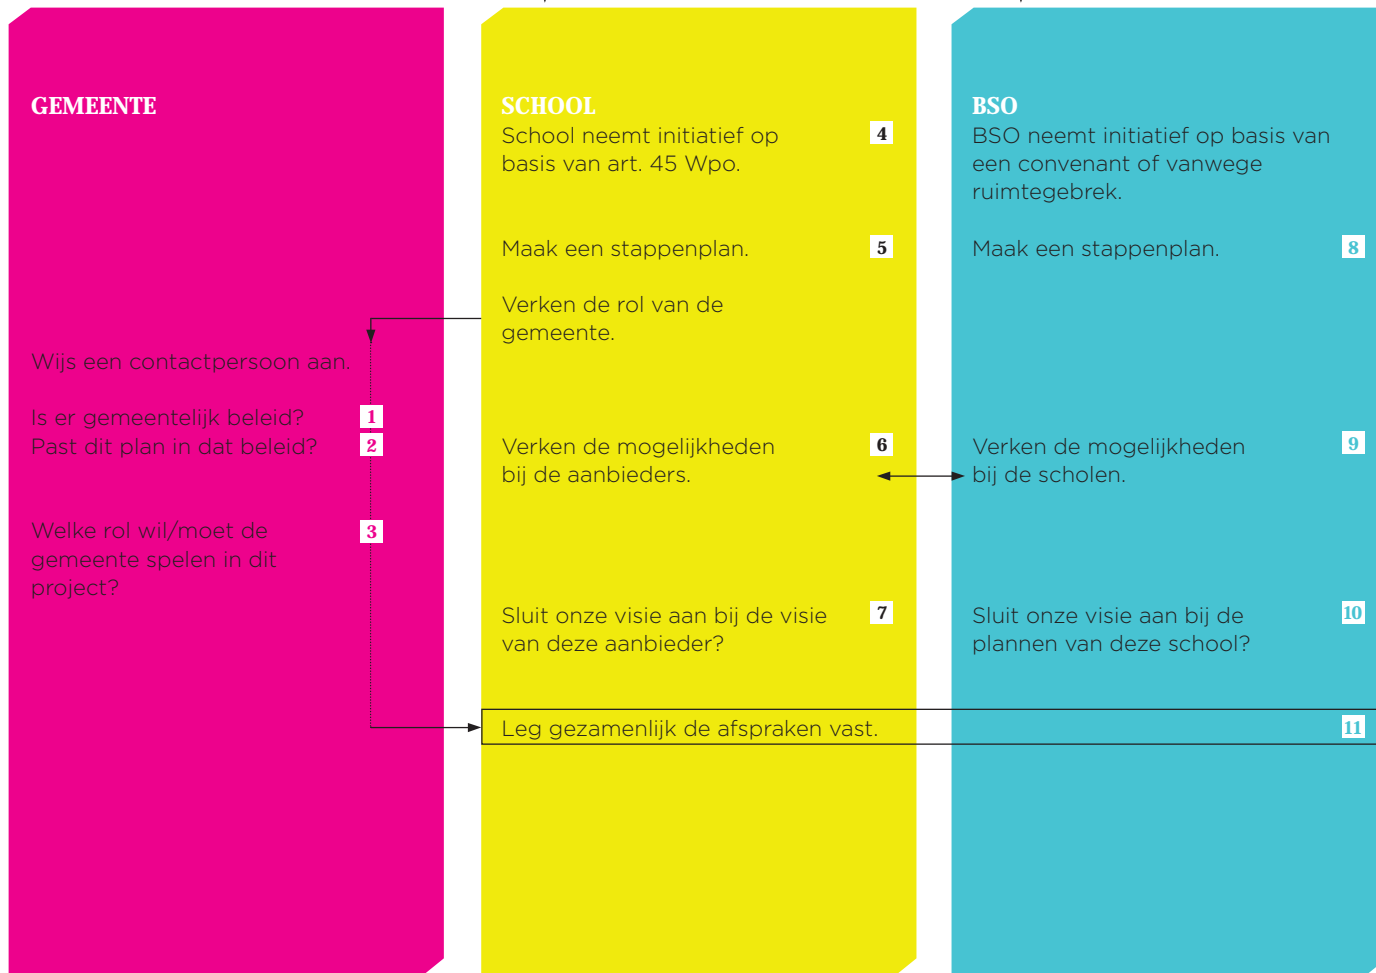 GEMEENTE
Wijs een contactpersoon aan.
Is er gemeentelijk beleid? 1
Past dit plan in dat beleid? 2
Welke rol wil/moet de 3
gemeente spelen in dit
project?
SCHOOL
School neemt initiatief op 4
basis van art. 45 Wpo.
Maak een stappenplan. 5
Verken de rol van de
gemeente.
Verken de mogelijkheden 6
bij de aanbieders.
Sluit onze visie aan bij de visie 7
van deze aanbieder?
BSO
BSO neemt initiatief op basis van
een convenant of vanwege
ruimtegebrek.
Maak een stappenplan. 8
Verken de mogelijkheden 9
bij de scholen.
Sluit onze visie aan bij de 10
plannen van deze school?
Leg gezamenlijk de afspraken vast. 11